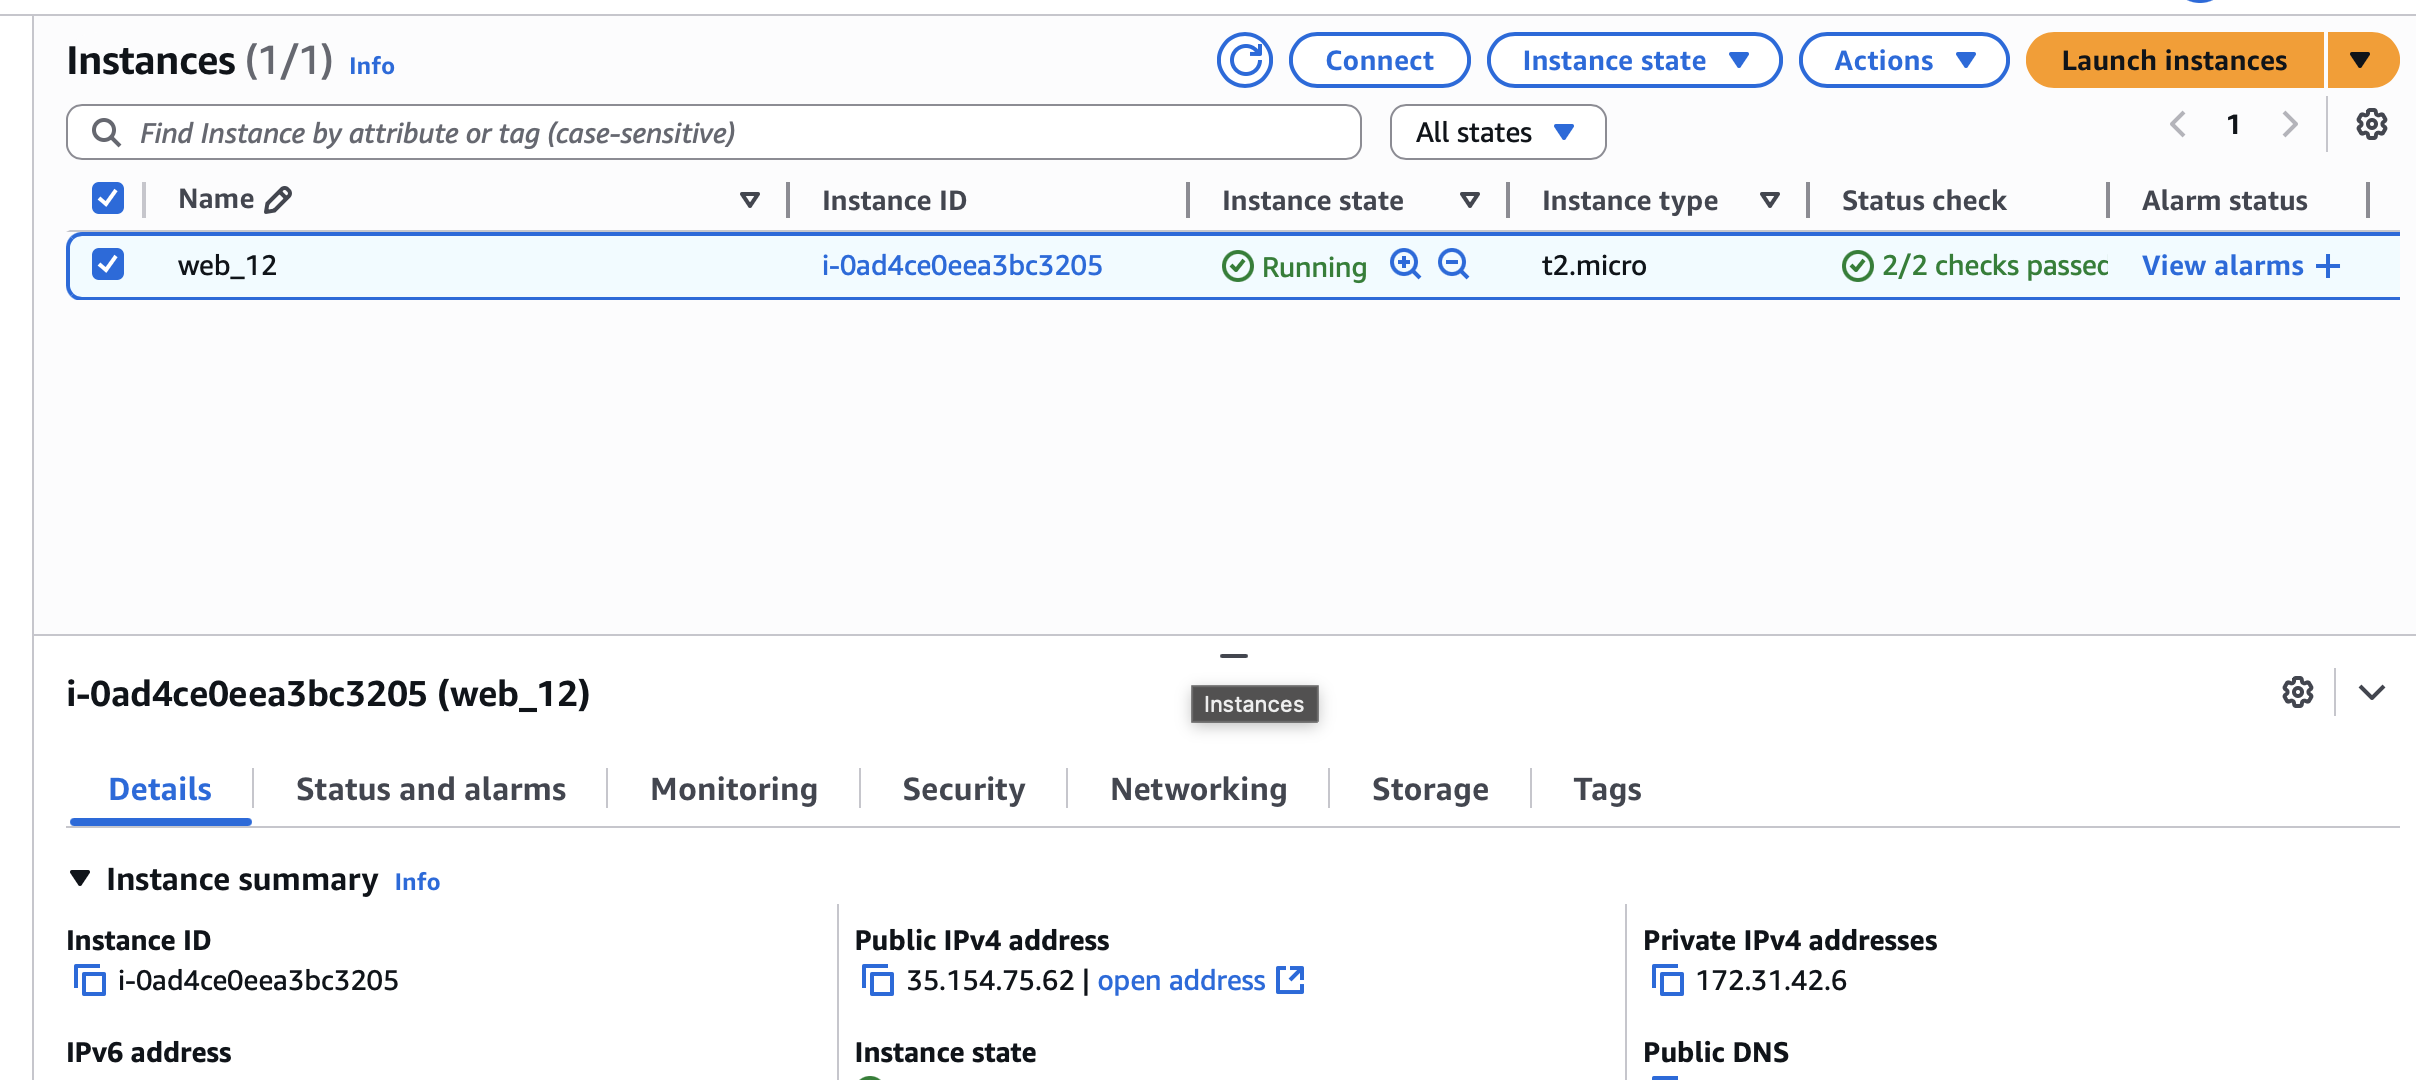 Instances (1/1) Info Connect Instance state Actions Launch instances
Find Instance by attribute or tag (case-sensitive) All states 1
Name Instance ID Instance state Instance type Status check Alarm status
web_12 i-0ad4ce0eea3bc3205 Running t2.micro 2/2 checks passed View alarms +
i-0ad4ce0eea3bc3205 (web_12)
Instances
Details Status and alarms Monitoring Security Networking Storage Tags
Instance summary Info
Instance ID Public IPv4 address Private IPv4 addresses
i-0ad4ce0eea3bc3205 35.154.75.62 | open address 172.31.42.6
IPv6 address Instance state Public DNS